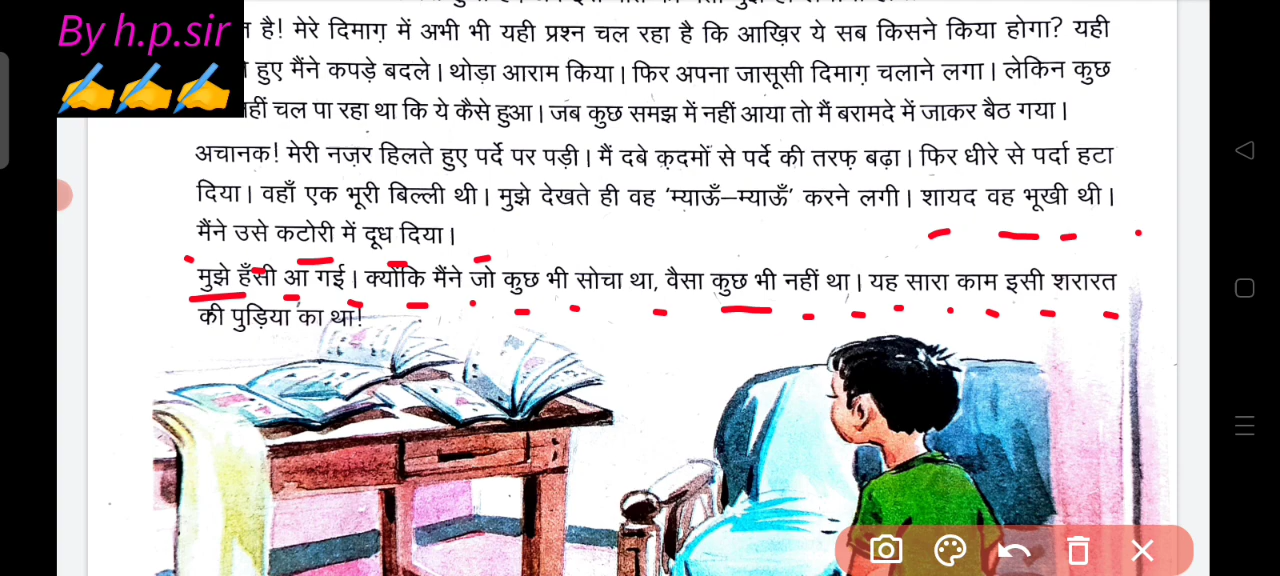 By h.p.sir
है! मेरे दिमाग़ में अभी भी यही प्रश्न चल रहा है कि आख़िर ये सब किसने किया होगा? यही
हुए मैंने कपड़े बदले। थोड़ा आराम किया। फिर अपना जासूसी दिमाग़ चलाने लगा। लेकिन कुछ
चल पा रहा था कि ये कैसे हुआ। जब कुछ समझ में नहीं आया तो मैं बरामदे में जाकर बैठ गया।
अचानक! मेरी नज़र हिलते हुए पर्दे पर पड़ी। मैं दबे क़दमों से पर्दे की तरफ़ बढ़ा। फिर धीरे से पर्दा हटा
दिया। वहाँ एक भूरी बिल्ली थी। मुझे देखते ही वह ‘म्याऊँ–म्याऊँ’ करने लगी। शायद वह भूखी थी।
मैंने उसे कटोरी में दूध दिया।
मुझे हँसी आ गई। क्योंकि मैंने जो कुछ भी सोचा था, वैसा कुछ भी नहीं था। यह सारा काम इसी शरारत
की पुड़िया का था!